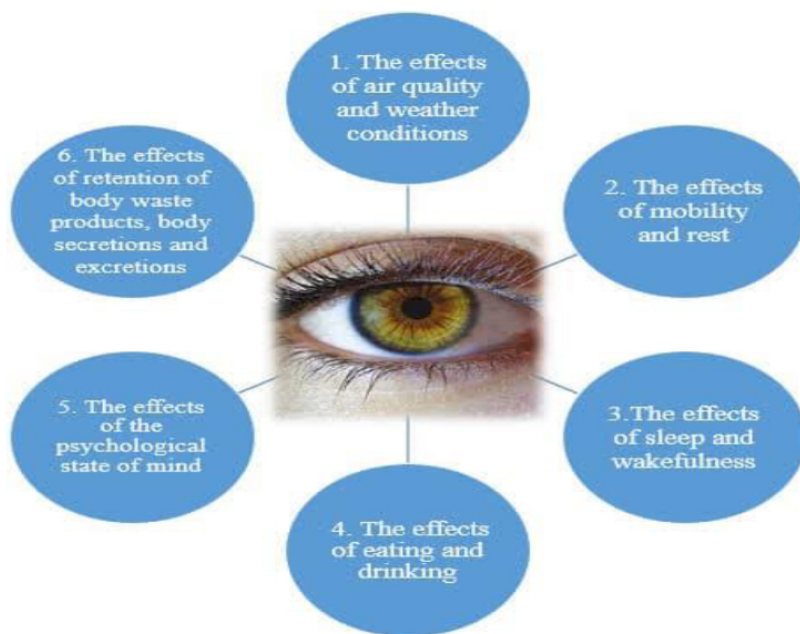 1. The effects
of air quality
and weather
conditions
2. The effects
of mobility
and rest
3.The effects
of sleep and
wakefulness
4. The effects
of eating and
drinking
5. The effects
of the
psychological
state of mind
6. The effects
of retention of
body waste
products, body
secretions and
excretions